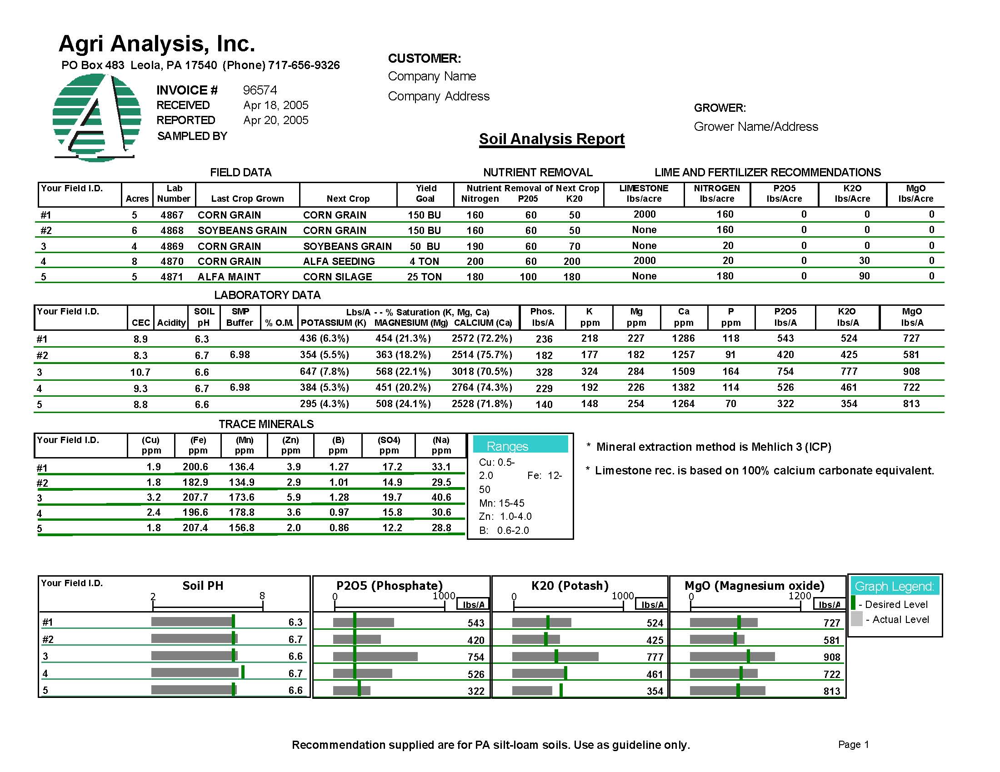 Agri Analysis, Inc.
PO Box 483 Leola, PA 17540 (Phone) 717-656-9326
INVOICE # 96574
RECEIVED Apr 18, 2005
REPORTED Apr 20, 2005
SAMPLED BY
CUSTOMER:
Company Name
Company Address
GROWER:
Grower Name/Address
Soil Analysis Report
FIELD DATA NUTRIENT REMOVAL LIME AND FERTILIZER RECOMMENDATIONS
Your Field I.D. Lab Yield Nutrient Removal of Next Crop LIMESTONE NITROGEN P2O5 K2O MgO
Acres Number Last Crop Grown Next Crop Goal Nitrogen P205 K20 lbs/acre lbs/acre lbs/Acre lbs/Acre lbs/Acre
#1 5 4867 CORN GRAIN CORN GRAIN 150 BU 160 60 50 2000 160 0 0 0
#2 6 4868 SOYBEANS GRAIN CORN GRAIN 150 BU 160 60 50 None 160 0 0 0
3 4 4869 CORN GRAIN SOYBEANS GRAIN 50 BU 190 60 70 None 20 0 0 0
4 8 4870 CORN GRAIN ALFA SEEDING 4 TON 200 60 200 2000 20 0 30 0
5 5 4871 ALFA MAINT CORN SILAGE 25 TON 180 100 180 None 180 0 90 0
LABORATORY DATA
Your Field I.D. SOIL SMP Lbs/A - - % Saturation (K, Mg, Ca) Phos. K Mg Ca P P2O5 K2O MgO
CEC Acidity pH Buffer % O.M. POTASSIUM (K) MAGNESIUM (Mg) CALCIUM (Ca) lbs/A ppm ppm ppm ppm lbs/A lbs/A lbs/A
#1 8.9 6.3 436 (6.3%) 454 (21.3%) 2572 (72.2%) 236 218 227 1286 118 543 524 727
#2 8.3 6.7 6.98 354 (5.5%) 363 (18.2%) 2514 (75.7%) 182 177 182 1257 91 420 425 581
3 10.7 6.6 647 (7.8%) 568 (22.1%) 3018 (70.5%) 328 324 284 1509 164 754 777 908
4 9.3 6.7 6.98 384 (5.3%) 451 (20.2%) 2764 (74.3%) 229 192 226 1382 114 526 461 722
5 8.8 6.6 295 (4.3%) 508 (24.1%) 2528 (71.8%) 140 148 254 1264 70 322 354 813
TRACE MINERALS
Your Field I.D. (Cu) (Fe) (Mn) (Zn) (B) (SO4) (Na)
ppm ppm ppm ppm ppm ppm ppm
#1 1.9 200.6 136.4 3.9 1.27 17.2 33.1
#2 1.8 182.9 134.9 2.9 1.01 14.9 29.5
3 3.2 207.7 173.6 5.9 1.28 19.7 40.6
4 2.4 196.6 178.8 3.6 0.97 15.8 30.6
5 1.8 207.4 156.8 2.0 0.86 12.2 28.8
Ranges
Cu: 0.5-
2.0 Fe: 12-
50
Mn: 15-45
Zn: 1.0-4.0
B: 0.6-2.0
* Mineral extraction method is Mehlich 3 (ICP)
* Limestone rec. is based on 100% calcium carbonate equivalent.
Your Field I.D. Soil PH P2O5 (Phosphate) K20 (Potash) MgO (Magnesium oxide)
2 8 0 1000 lbs/A 0 1000 lbs/A 0 1200 lbs/A
#1 6.3 543 524 727
#2 6.7 420 425 581
3 6.6 754 777 908
4 6.7 526 461 722
5 6.6 322 354 813
Graph Legend:
- Desired Level
- Actual Level
Recommendation supplied are for PA silt-loam soils. Use as guideline only.
Page 1